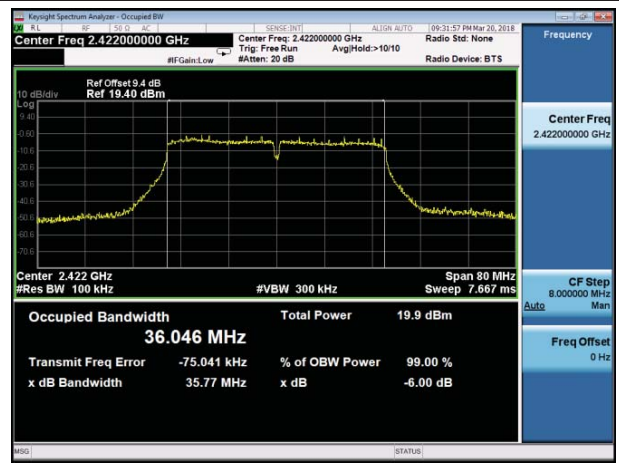 Keysight Spectrum Analyzer - Occupied BW
LXI RL RF 50 Ω AC SENSE:INT ALIGN AUTO 09:31:57 PM Mar 20, 2018
Center Freq 2.422000000 GHz Center Freq: 2.422000000 GHz Radio Std: None Frequency
Trig: Free Run Avg|Hold:>10/10
#IFGain:Low #Atten: 20 dB Radio Device: BTS
Ref Offset 9.4 dB
10 dB/div Ref 19.40 dBm
Log
9.40
-0.60
-10.6
-20.6
-30.6
-40.6
-50.6
-60.6
-70.6
Center Freq
2.422000000 GHz
Center 2.422 GHz Span 80 MHz
#Res BW 100 kHz #VBW 300 kHz Sweep 7.667 ms
CF Step
8.000000 MHz
Auto Man
Occupied Bandwidth Total Power 19.9 dBm
36.046 MHz
Freq Offset
0 Hz
Transmit Freq Error -75.041 kHz % of OBW Power 99.00 %
x dB Bandwidth 35.77 MHz x dB -6.00 dB
MSG STATUS